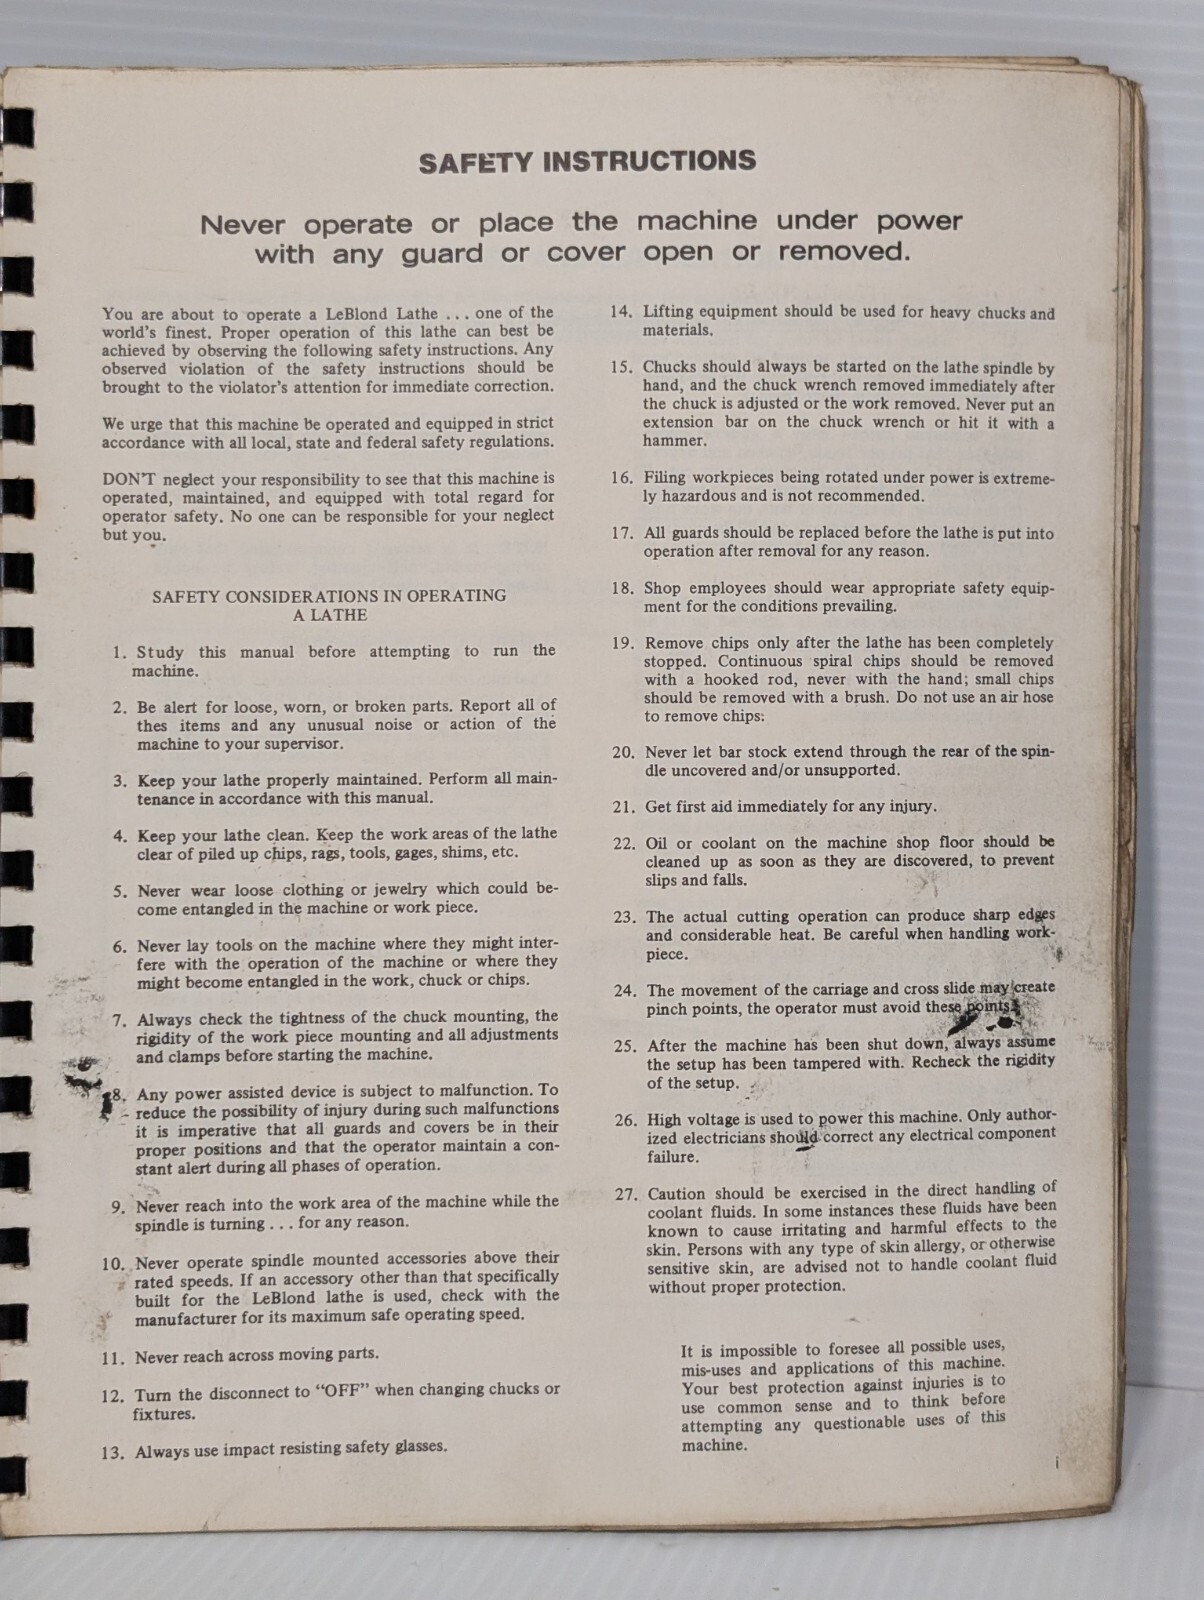 SAFETY INSTRUCTIONS
Never operate or place the machine under power
with any guard or cover open or removed.
You are about to operate a LeBlond Lathe . . . one of the
world's finest. Proper operation of this lathe can best be
achieved by observing the following safety instructions. Any
observed violation of the safety instructions should be
brought to the violator's attention for immediate correction.
We urge that this machine be operated and equipped in strict
accordance with all local, state and federal safety regulations.
DON'T neglect your responsibility to see that this machine is
operated, maintained, and equipped with total regard for
operator safety. No one can be responsible for your neglect
but you.
SAFETY CONSIDERATIONS IN OPERATING
A LATHE
1. Study this manual before attempting to run the
machine.
2. Be alert for loose, worn, or broken parts. Report all of
thes items and any unusual noise or action of the
machine to your supervisor.
3. Keep your lathe properly maintained. Perform all main-
tenance in accordance with this manual.
4. Keep your lathe clean. Keep the work areas of the lathe
clear of piled up chips, rags, tools, gages, shims, etc.
5. Never wear loose clothing or jewelry which could be-
come entangled in the machine or work piece.
6. Never lay tools on the machine where they might inter-
fere with the operation of the machine or where they
might become entangled in the work, chuck or chips.
7. Always check the tightness of the chuck mounting, the
rigidity of the work piece mounting and all adjustments
and clamps before starting the machine.
8. Any power assisted device is subject to malfunction. To
reduce the possibility of injury during such malfunctions
it is imperative that all guards and covers be in their
proper positions and that the operator maintain a con-
stant alert during all phases of operation.
9. Never reach into the work area of the machine while the
spindle is turning . . . for any reason.
10. Never operate spindle mounted accessories above their
rated speeds. If an accessory other than that specifically
built for the LeBlond lathe is used, check with the
manufacturer for its maximum safe operating speed.
11. Never reach across moving parts.
12. Turn the disconnect to "OFF" when changing chucks or
fixtures.
13. Always use impact resisting safety glasses.
14. Lifting equipment should be used for heavy chucks and
materials.
15. Chucks should always be started on the lathe spindle by
hand, and the chuck wrench removed immediately after
the chuck is adjusted or the work removed. Never put an
extension bar on the chuck wrench or hit it with a
hammer.
16. Filing workpieces being rotated under power is extreme-
ly hazardous and is not recommended.
17. All guards should be replaced before the lathe is put into
operation after removal for any reason.
18. Shop employees should wear appropriate safety equip-
ment for the conditions prevailing.
19. Remove chips only after the lathe has been completely
stopped. Continuous spiral chips should be removed
with a hooked rod, never with the hand; small chips
should be removed with a brush. Do not use an air hose
to remove chips.
20. Never let bar stock extend through the rear of the spin-
dle uncovered and/or unsupported.
21. Get first aid immediately for any injury.
22. Oil or coolant on the machine shop floor should be
cleaned up as soon as they are discovered, to prevent
slips and falls.
23. The actual cutting operation can produce sharp edges
and considerable heat. Be careful when handling work-
piece.
24. The movement of the carriage and cross slide may create
pinch points, the operator must avoid these points.
25. After the machine has been shut down, always assume
the setup has been tampered with. Recheck the rigidity
of the setup.
26. High voltage is used to power this machine. Only author-
ized electricians should correct any electrical component
failure.
27. Caution should be exercised in the direct handling of
coolant fluids. In some instances these fluids have been
known to cause irritating and harmful effects to the
skin. Persons with any type of skin allergy, or otherwise
sensitive skin, are advised not to handle coolant fluid
without proper protection.
It is impossible to foresee all possible uses,
mis-uses and applications of this machine.
Your best protection against injuries is to
use common sense and to think before
attempting any questionable uses of this
machine.
i